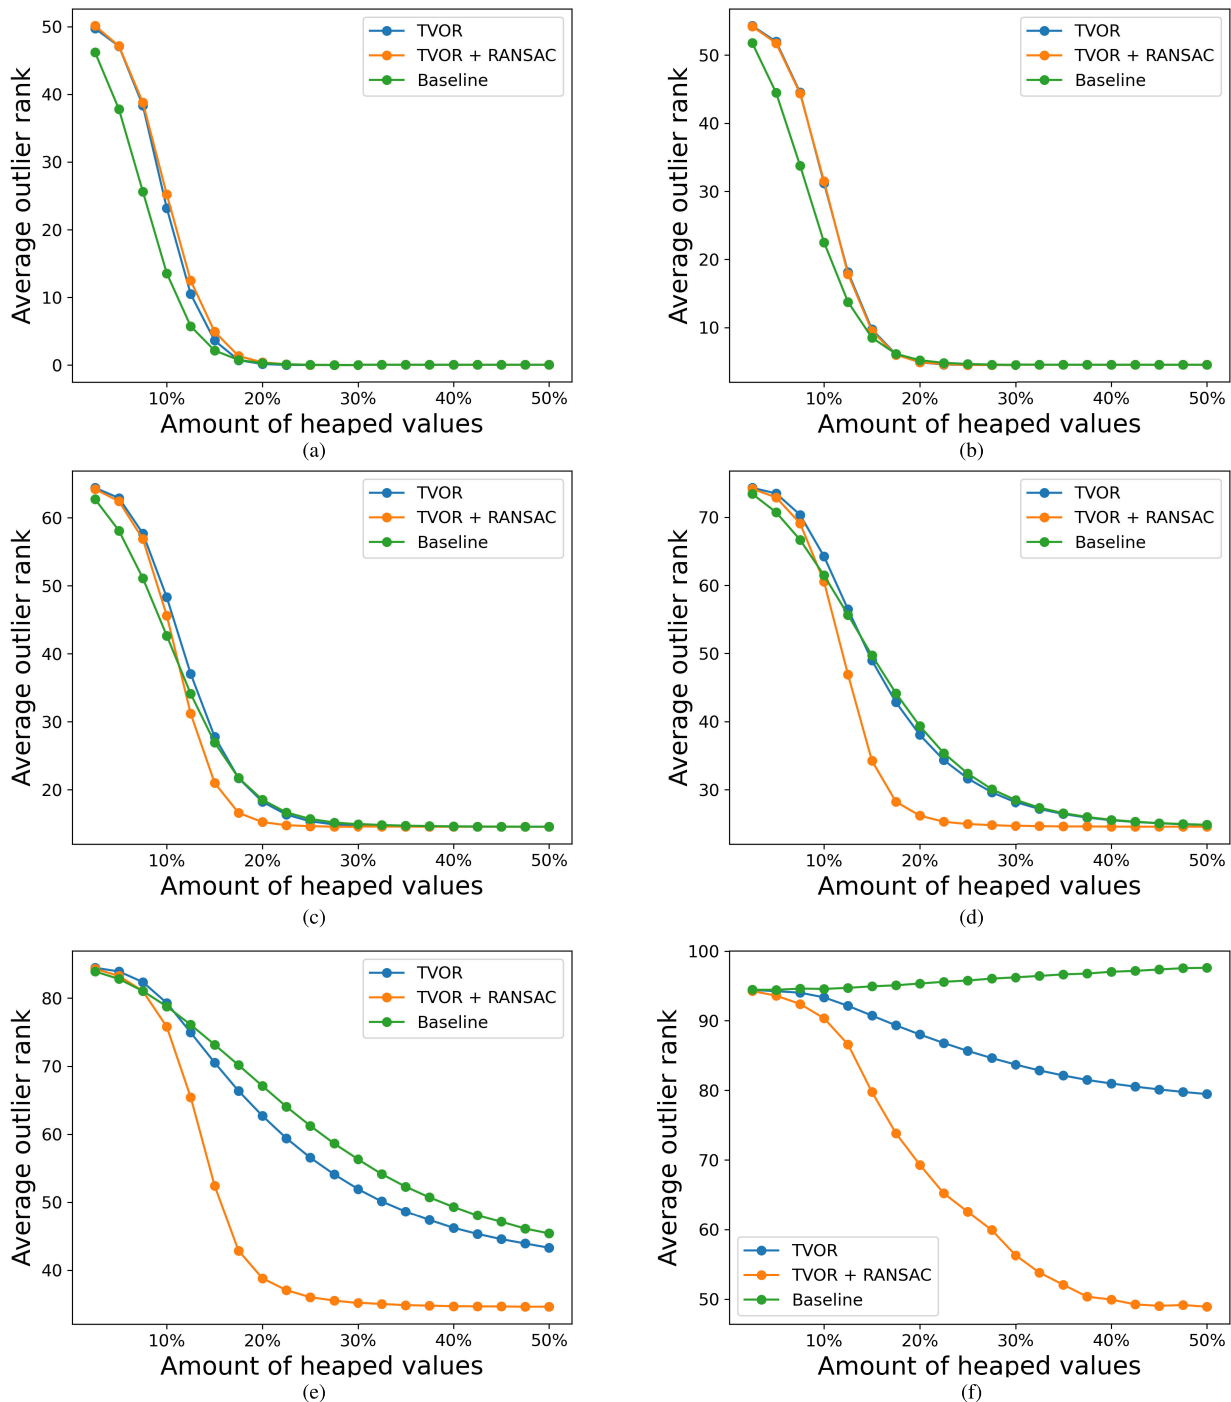 50
40
30
20
10
0
Average outlier rank
TVOR
TVOR + RANSAC
Baseline
10% 20% 30% 40% 50%
Amount of heaped values
(a)
50
40
30
20
10
Average outlier rank
TVOR
TVOR + RANSAC
Baseline
10% 20% 30% 40% 50%
Amount of heaped values
(b)
60
50
40
30
20
Average outlier rank
TVOR
TVOR + RANSAC
Baseline
10% 20% 30% 40% 50%
Amount of heaped values
(c)
70
60
50
40
30
Average outlier rank
TVOR
TVOR + RANSAC
Baseline
10% 20% 30% 40% 50%
Amount of heaped values
(d)
80
70
60
50
40
Average outlier rank
TVOR
TVOR + RANSAC
Baseline
10% 20% 30% 40% 50%
Amount of heaped values
(e)
100
90
80
70
60
50
Average outlier rank
TVOR
TVOR + RANSAC
Baseline
10% 20% 30% 40% 50%
Amount of heaped values
(f)